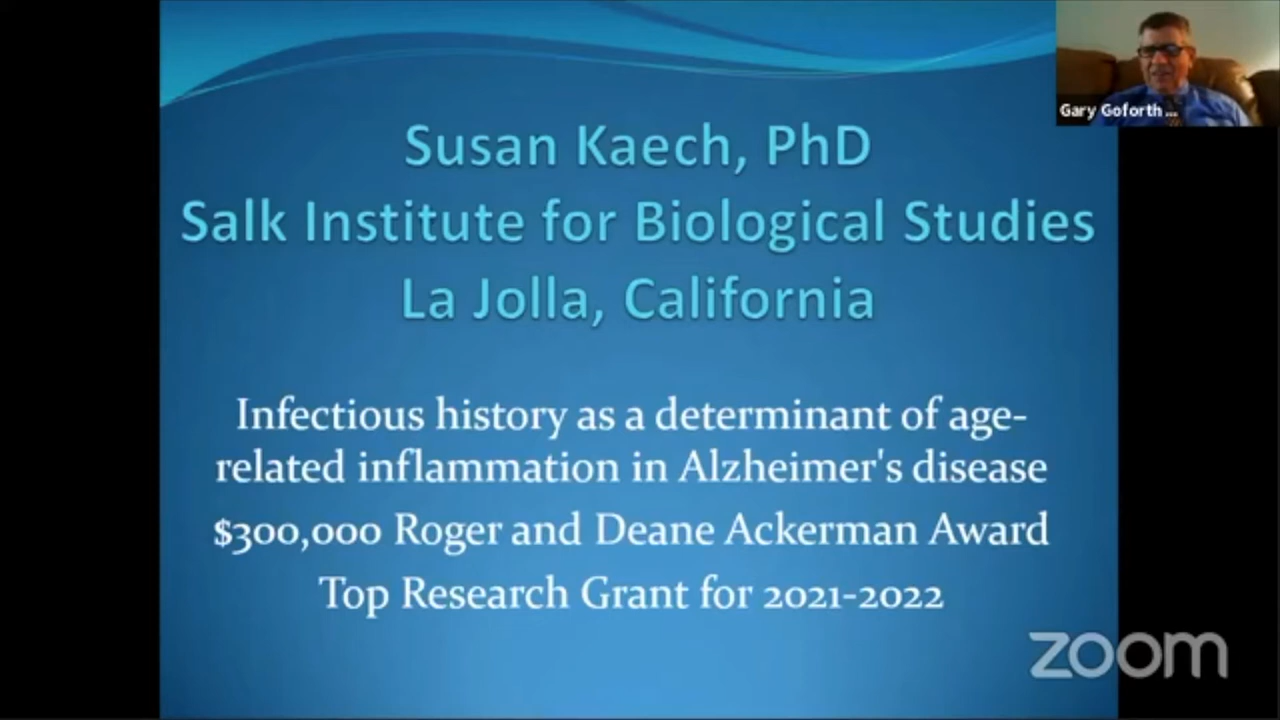 Gary Goforth ...
Susan Kaech, PhD
Salk Institute for Biological Studies
La Jolla, California
Infectious history as a determinant of age-
related inflammation in Alzheimer's disease
$300,000 Roger and Deane Ackerman Award
Top Research Grant for 2021-2022
zoom